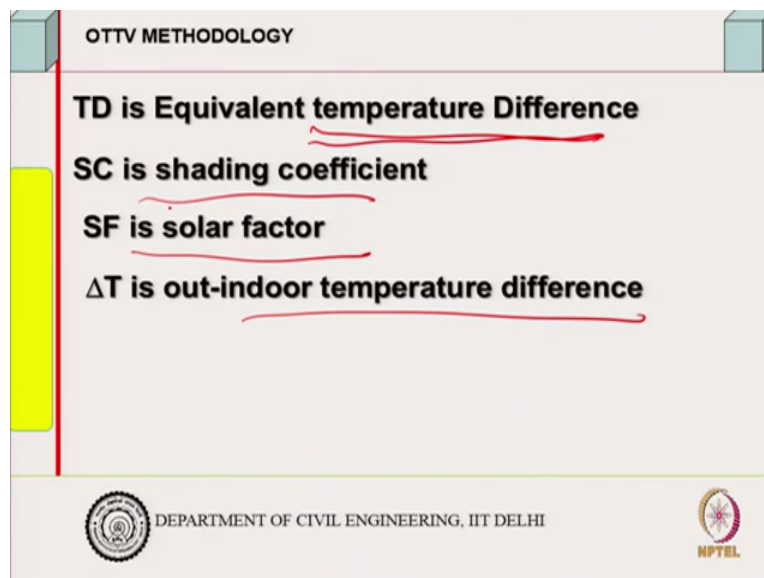 OTTV METHODOLOGY
TD is Equivalent temperature Difference
SC is shading coefficient
SF is solar factor
ΔT is out-indoor temperature difference
DEPARTMENT OF CIVIL ENGINEERING, IIT DELHI
NPTEL